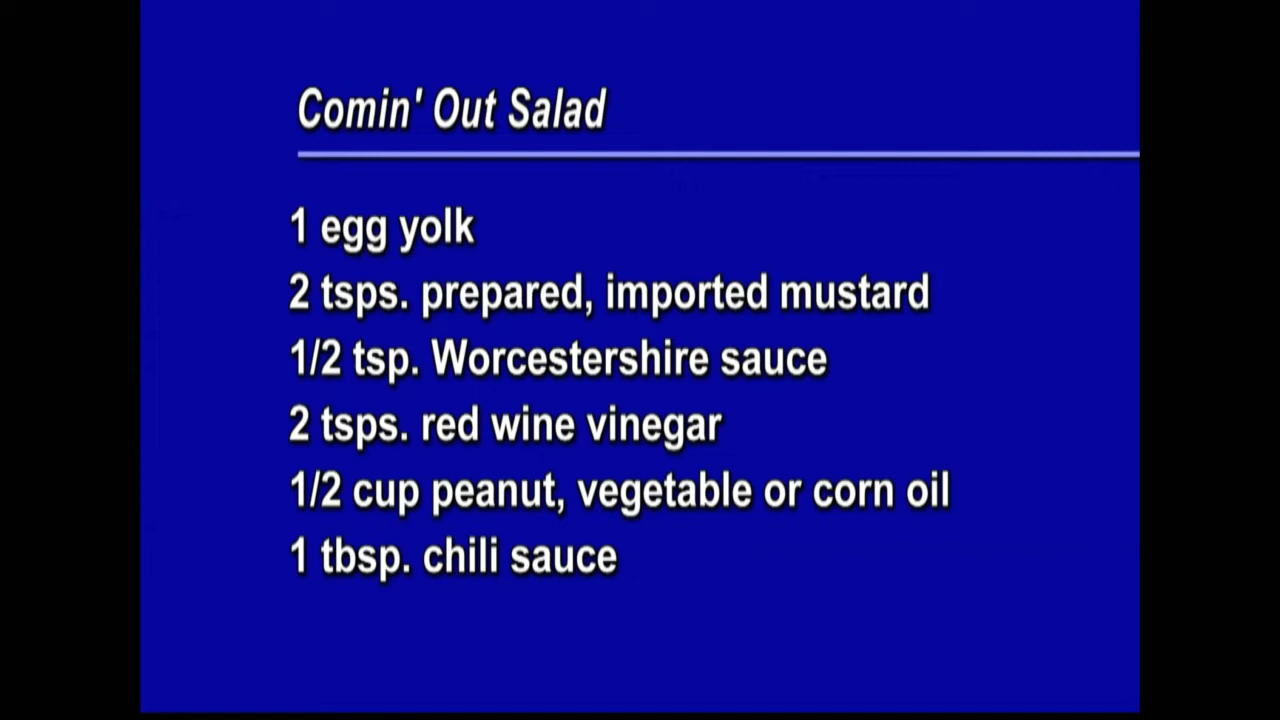 Comin' Out Salad
1 egg yolk
2 tsps. prepared, imported mustard
1/2 tsp. Worcestershire sauce
2 tsps. red wine vinegar
1/2 cup peanut, vegetable or corn oil
1 tbsp. chili sauce